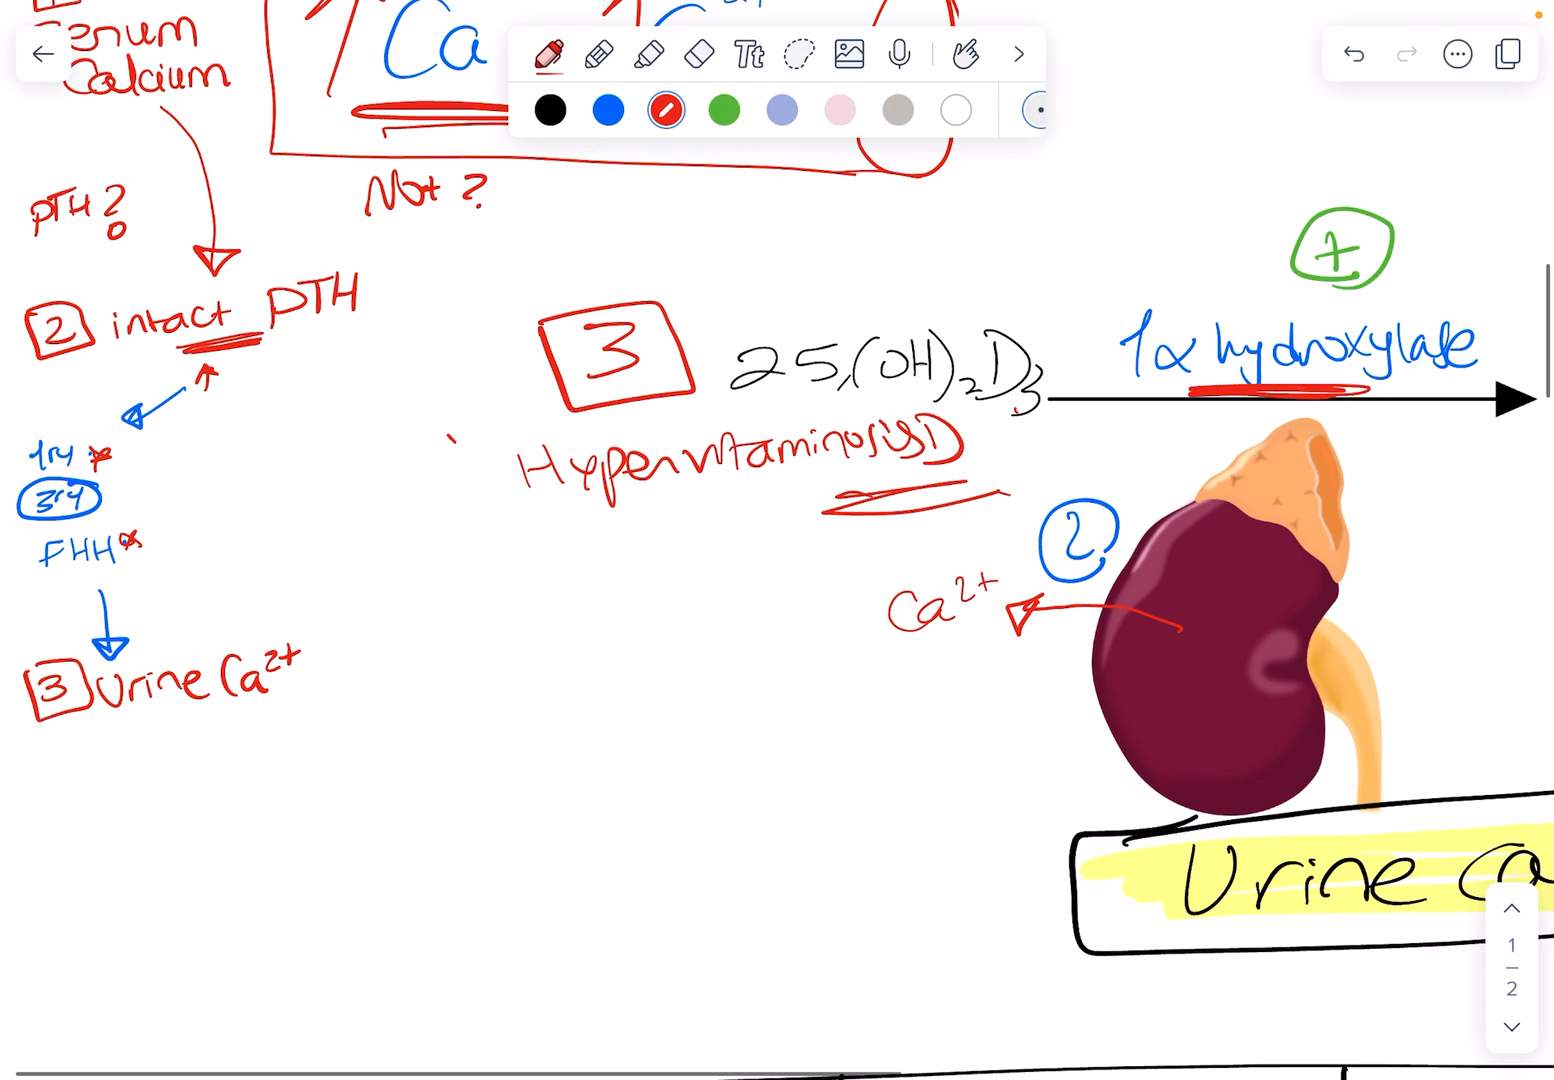 Serum
Calcium
Ca
Tt
Not ?
PTH ?
2 intact PTH
+
3
25,(OH)2D3
1α hydroxylase
Hypervitaminosis D
1ry *
3ry
FHH *
2
Ca2+
3 Urine Ca2+
Urine Ca
1
2